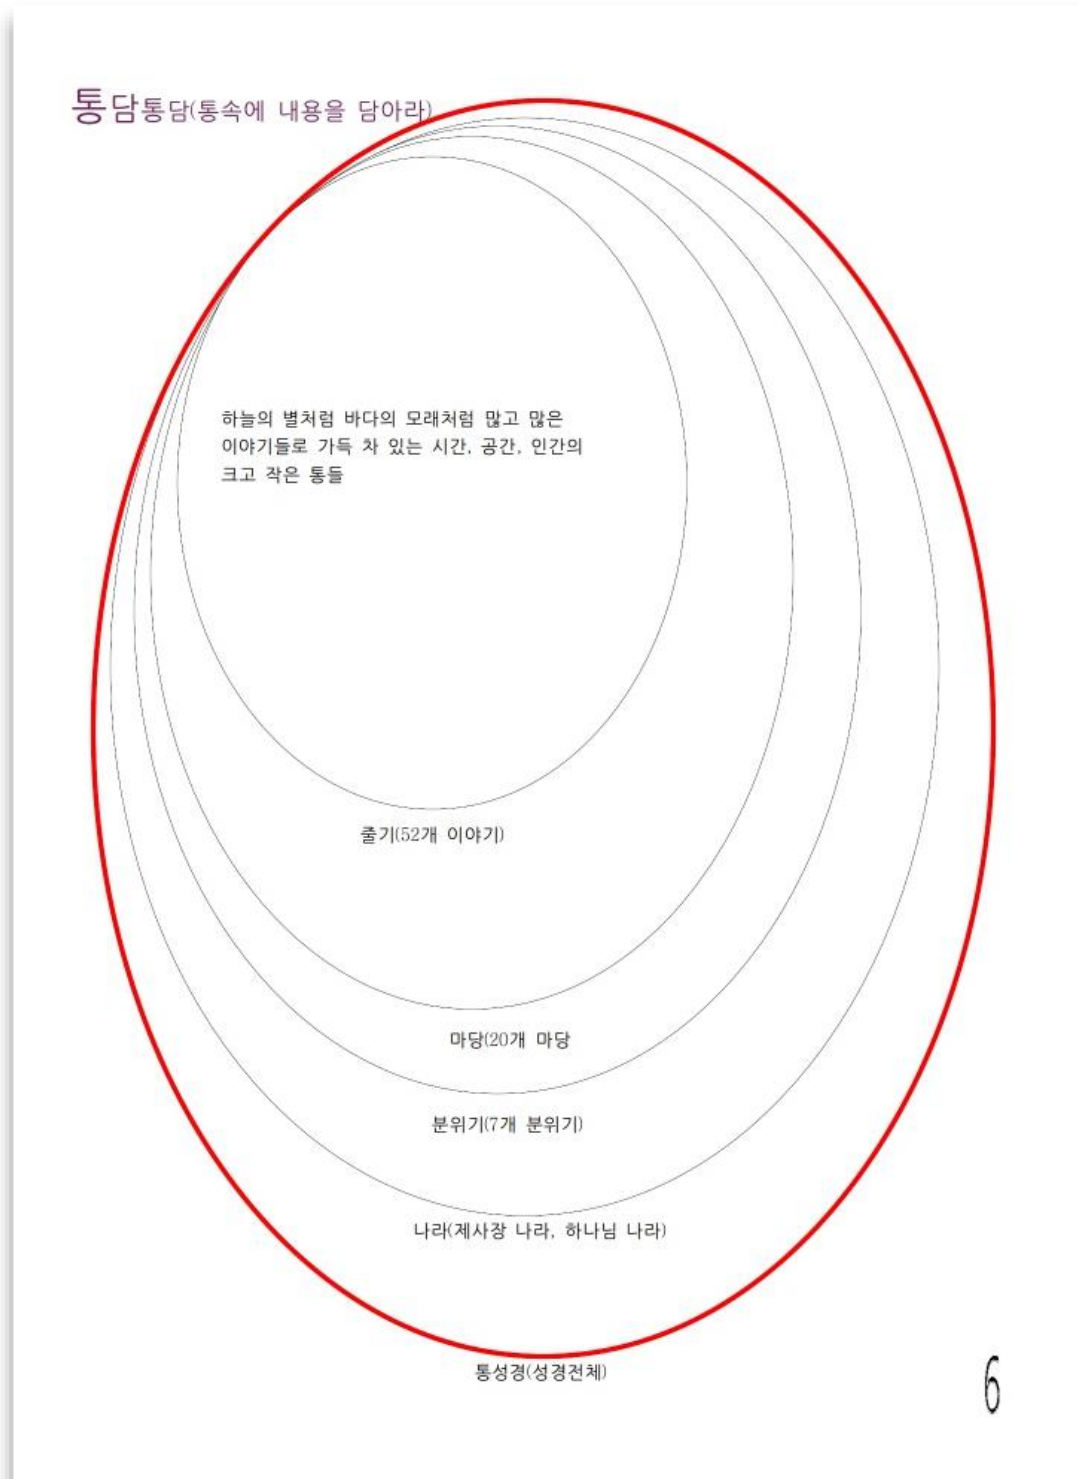 통담통담(통속에 내용을 담아라)
하늘의 별처럼 바다의 모래처럼 많고 많은
이야기들로 가득 차 있는 시간, 공간, 인간의
크고 작은 통들
줄기(52개 이야기)
마당(20개 마당
분위기(7개 분위기)
나라(제사장 나라, 하나님 나라)
통성경(성경전체)
6